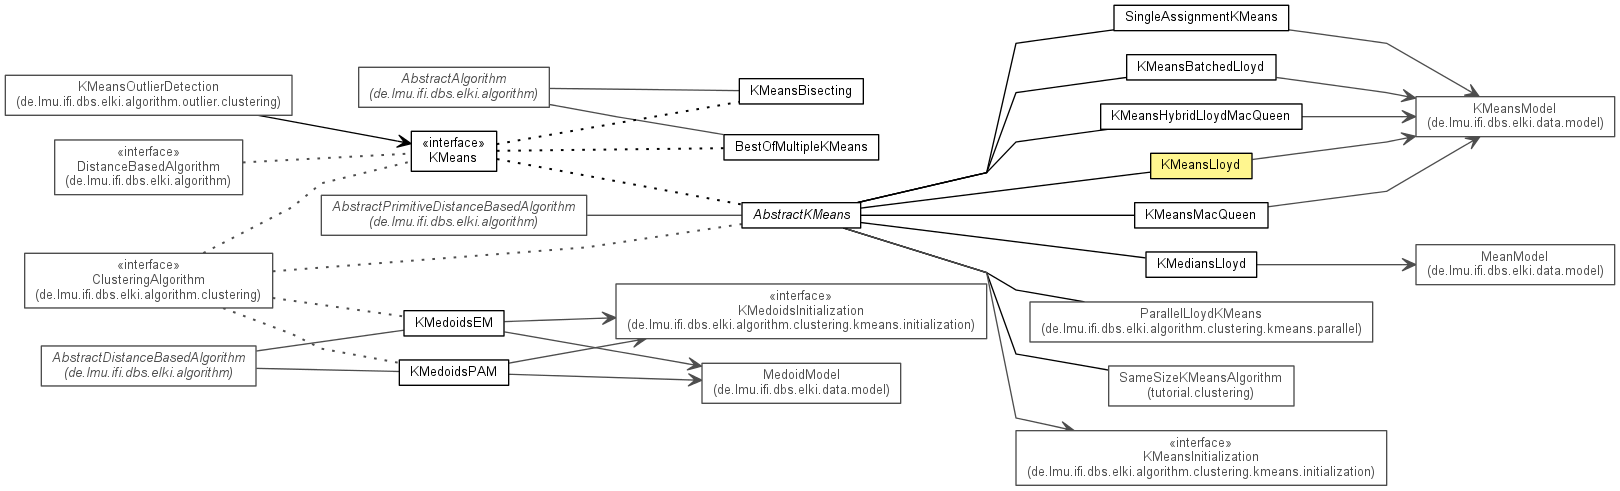 SingleAssignmentKMeans
KMeansOutlierDetection
(de.lmu.ifi.dbs.elki.algorithm.outlier.clustering)
AbstractAlgorithm
(de.lmu.ifi.dbs.elki.algorithm)
KMeansBisecting
KMeansBatchedLloyd
KMeansHybridLloydMacQueen
KMeansModel
(de.lmu.ifi.dbs.elki.data.model)
«interface»
KMeans
BestOfMultipleKMeans
«interface»
DistanceBasedAlgorithm
(de.lmu.ifi.dbs.elki.algorithm)
KMeansLloyd
AbstractPrimitiveDistanceBasedAlgorithm
(de.lmu.ifi.dbs.elki.algorithm)
AbstractKMeans
KMeansMacQueen
«interface»
ClusteringAlgorithm
(de.lmu.ifi.dbs.elki.algorithm.clustering)
KMediansLloyd
MeanModel
(de.lmu.ifi.dbs.elki.data.model)
«interface»
KMedoidsInitialization
(de.lmu.ifi.dbs.elki.algorithm.clustering.kmeans.initialization)
KMedoidsEM
ParallelLloydKMeans
(de.lmu.ifi.dbs.elki.algorithm.clustering.kmeans.parallel)
AbstractDistanceBasedAlgorithm
(de.lmu.ifi.dbs.elki.algorithm)
KMedoidsPAM
MedoidModel
(de.lmu.ifi.dbs.elki.data.model)
SameSizeKMeansAlgorithm
(tutorial.clustering)
«interface»
KMeansInitialization
(de.lmu.ifi.dbs.elki.algorithm.clustering.kmeans.initialization)